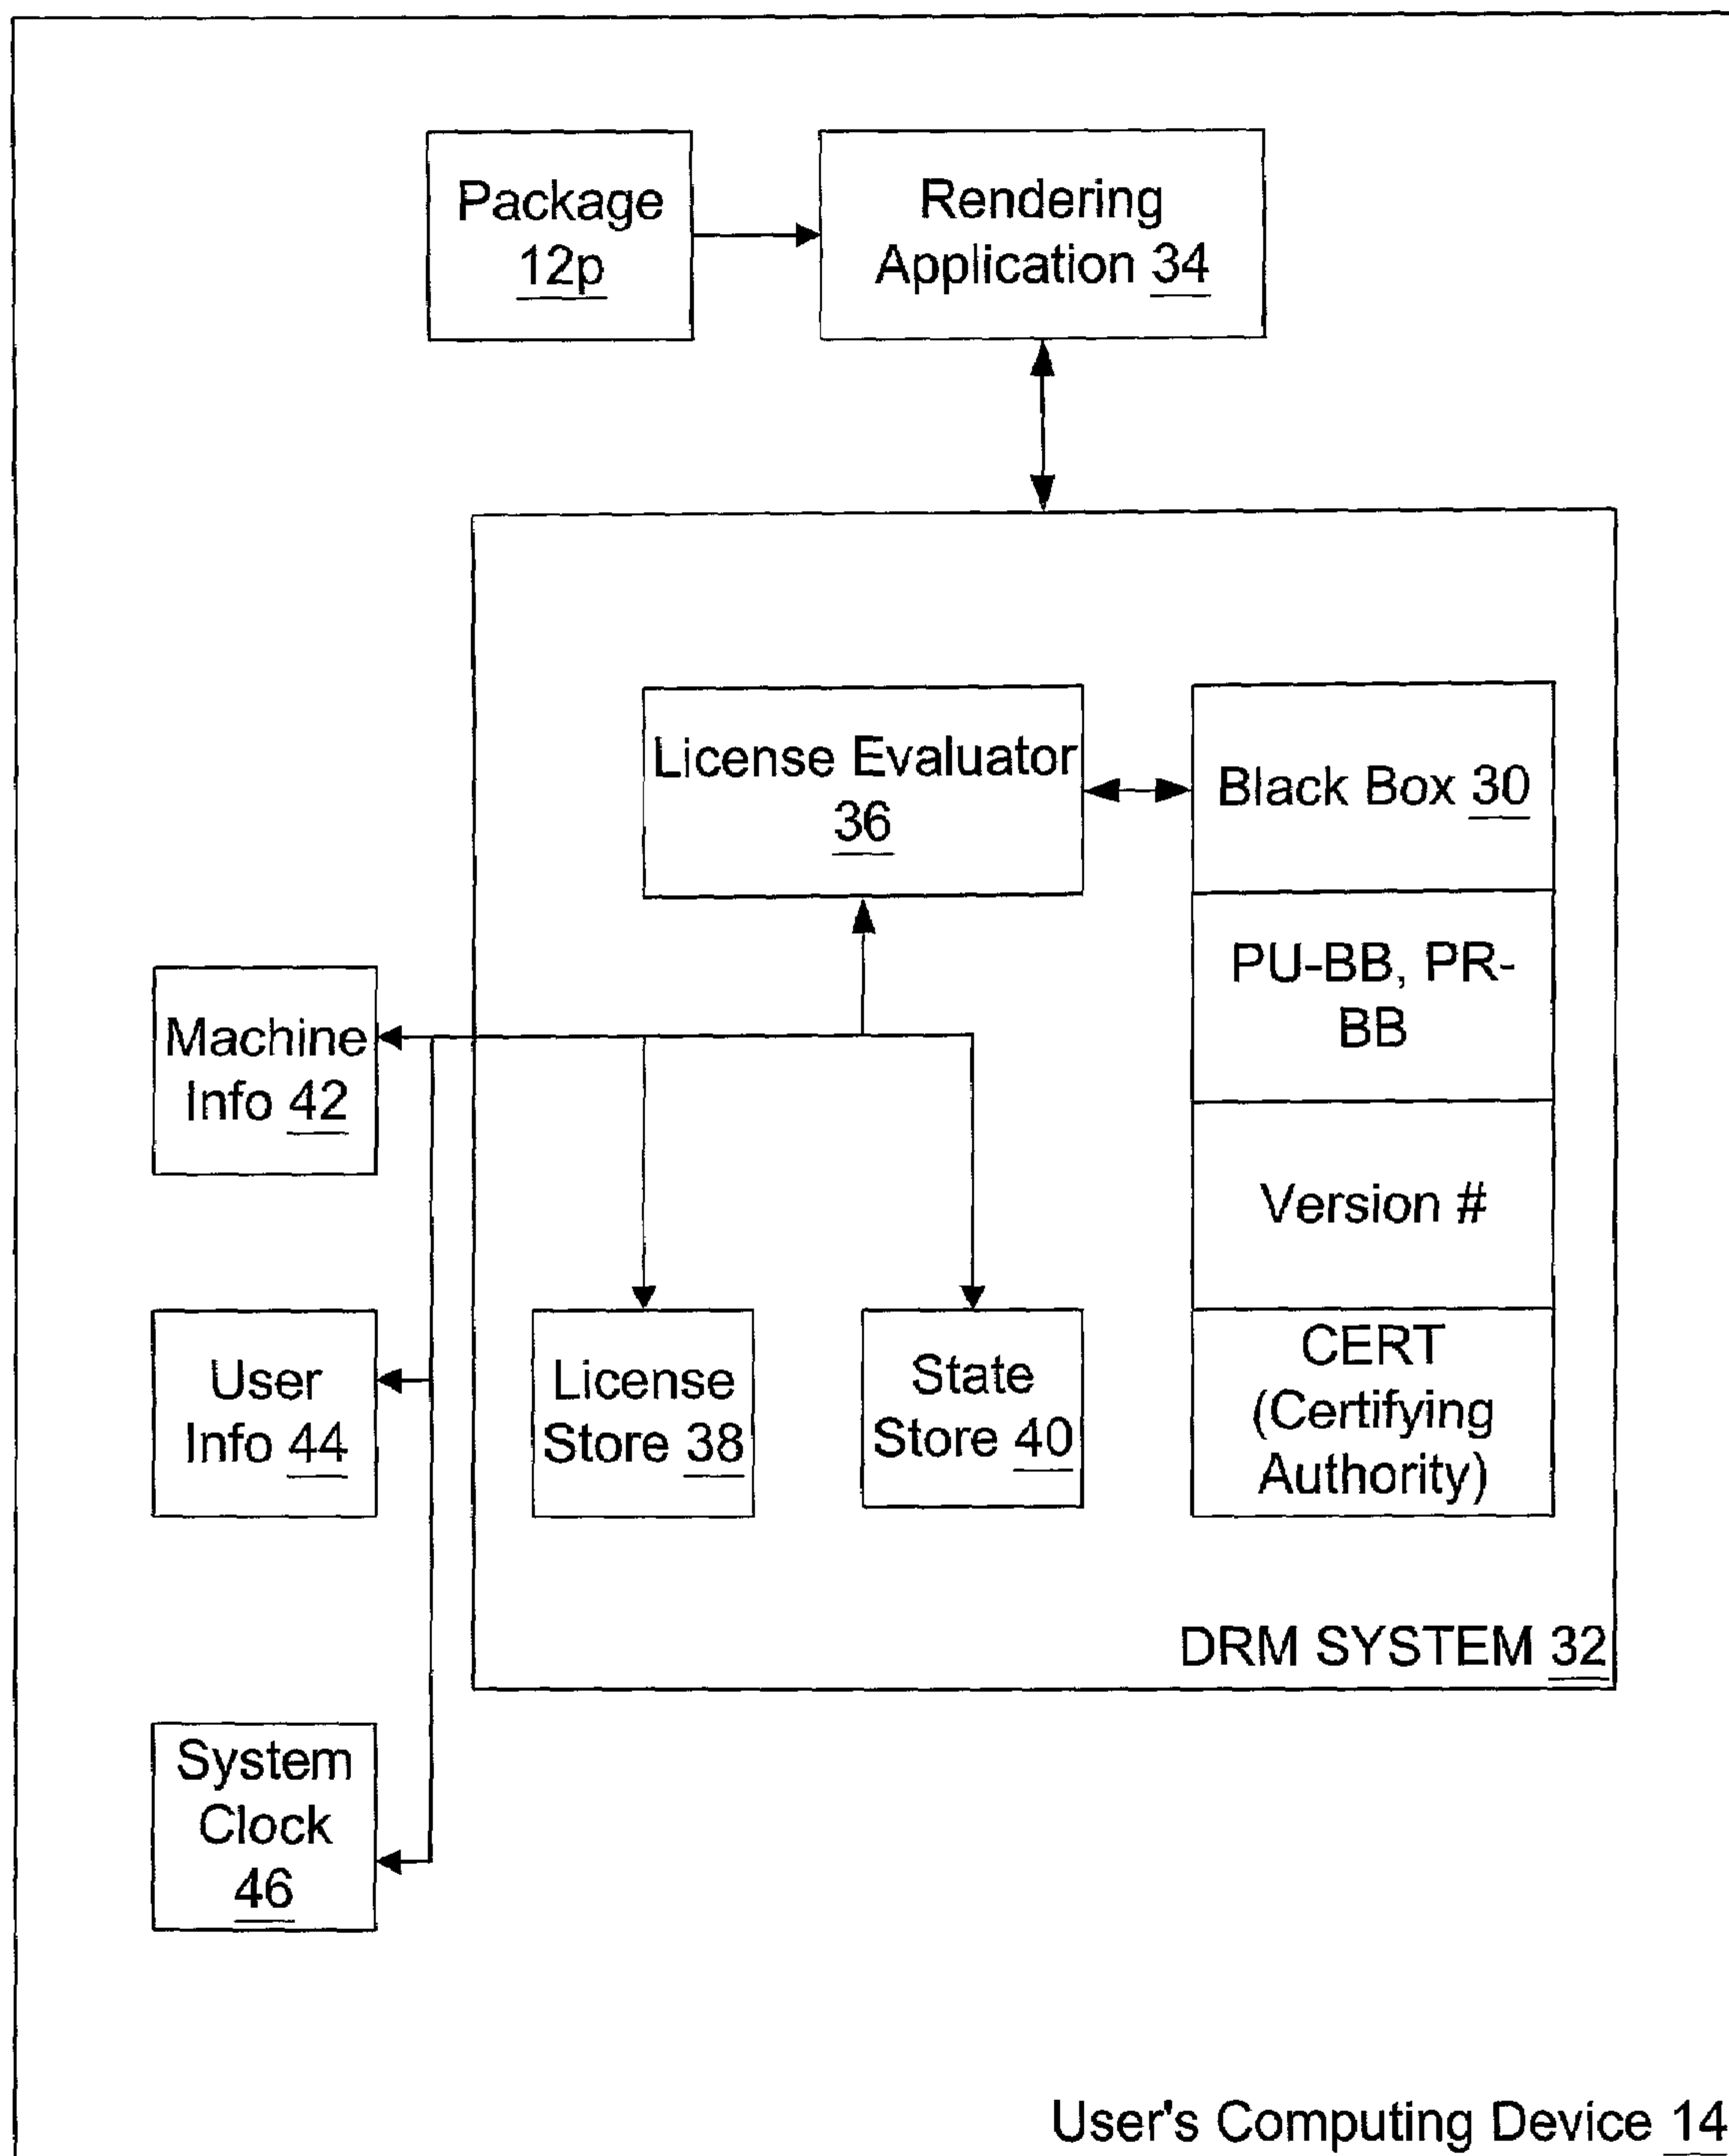 Package
12p
Rendering
Application 34
License Evaluator
36
Black Box 30
PU-BB, PR-
BB
Machine
Info 42
Version #
User
Info 44
License
Store 38
State
Store 40
CERT
(Certifying
Authority)
DRM SYSTEM 32
System
Clock
46
User's Computing Device 14